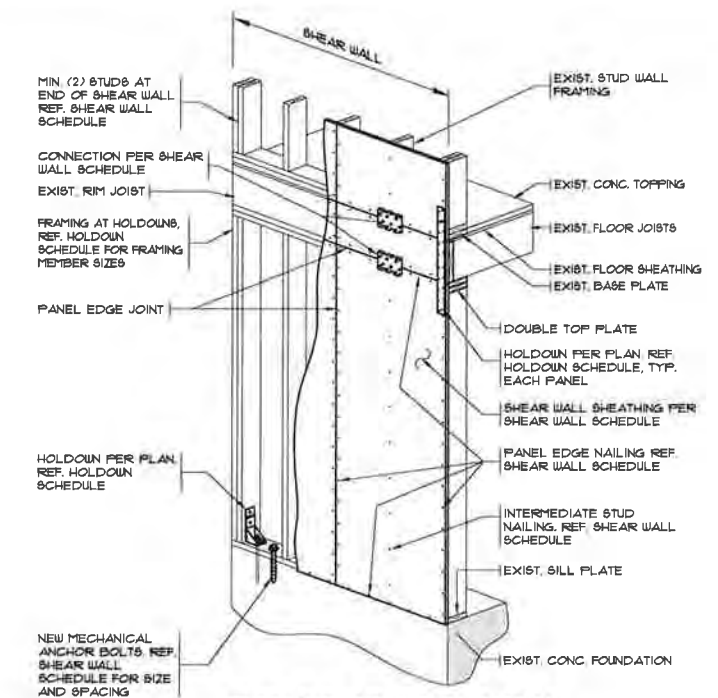 SHEAR WALL
MIN. (2) STUDS AT
END OF SHEAR WALL
REF. SHEAR WALL
SCHEDULE
CONNECTION PER SHEAR
WALL SCHEDULE
EXIST. RIM JOIST
FRAMING AT HOLDOWNS,
REF. HOLDOWN
SCHEDULE FOR FRAMING
MEMBER SIZES
PANEL EDGE JOINT
HOLDOWN PER PLAN.
REF. HOLDOWN
SCHEDULE
NEW MECHANICAL
ANCHOR BOLTS. REF.
SHEAR WALL
SCHEDULE FOR SIZE
AND SPACING
EXIST. STUD WALL
FRAMING
EXIST. CONC. TOPPING
EXIST. FLOOR JOISTS
EXIST. FLOOR SHEATHING
EXIST. BASE PLATE
DOUBLE TOP PLATE
HOLDOWN PER PLAN. REF.
HOLDOWN SCHEDULE, TYP.
EACH PANEL
SHEAR WALL SHEATHING PER
SHEAR WALL SCHEDULE
PANEL EDGE NAILING REF.
SHEAR WALL SCHEDULE
INTERMEDIATE STUD
NAILING. REF. SHEAR WALL
SCHEDULE
EXIST. SILL PLATE
EXIST. CONC. FOUNDATION